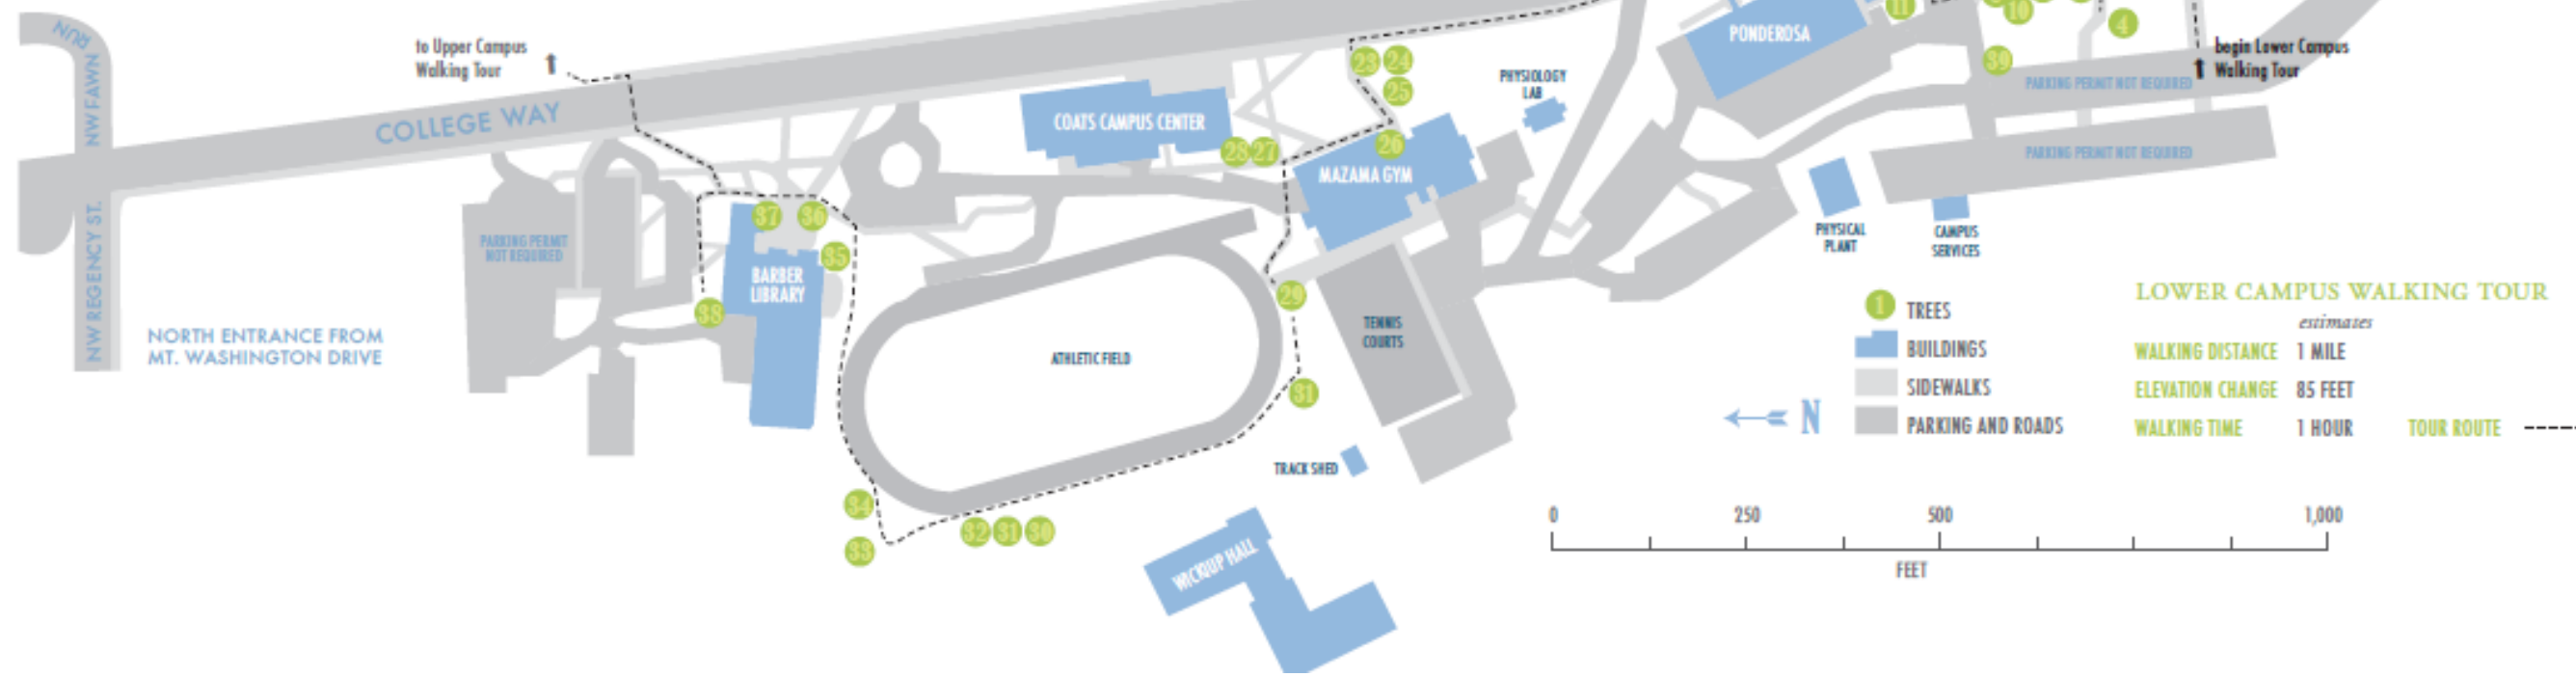 NW FAWN
RUN
to Upper Campus
Walking Tour
COLLEGE WAY
NW REGENCY ST.
NORTH ENTRANCE FROM
MT. WASHINGTON DRIVE
PARKING PERMIT
NOT REQUIRED
37
36
35
38
BARBER
LIBRARY
COATS CAMPUS CENTER
28
27
23
24
25
26
MAZAMA GYM
PHYSIOLOGY
LAB
PONDEROSA
11
10
4
39
begin Lower Campus
Walking Tour
PARKING PERMIT NOT REQUIRED
PARKING PERMIT NOT REQUIRED
PHYSICAL
PLANT
CAMPUS
SERVICES
29
TENNIS
COURTS
ATHLETIC FIELD
31
TRACK SHED
34
33
32
31
30
WICKIUP HALL
N
1
TREES
BUILDINGS
SIDEWALKS
PARKING AND ROADS
LOWER CAMPUS WALKING TOUR
estimates
WALKING DISTANCE 1 MILE
ELEVATION CHANGE 85 FEET
WALKING TIME 1 HOUR TOUR ROUTE
0 250 500 1,000
FEET